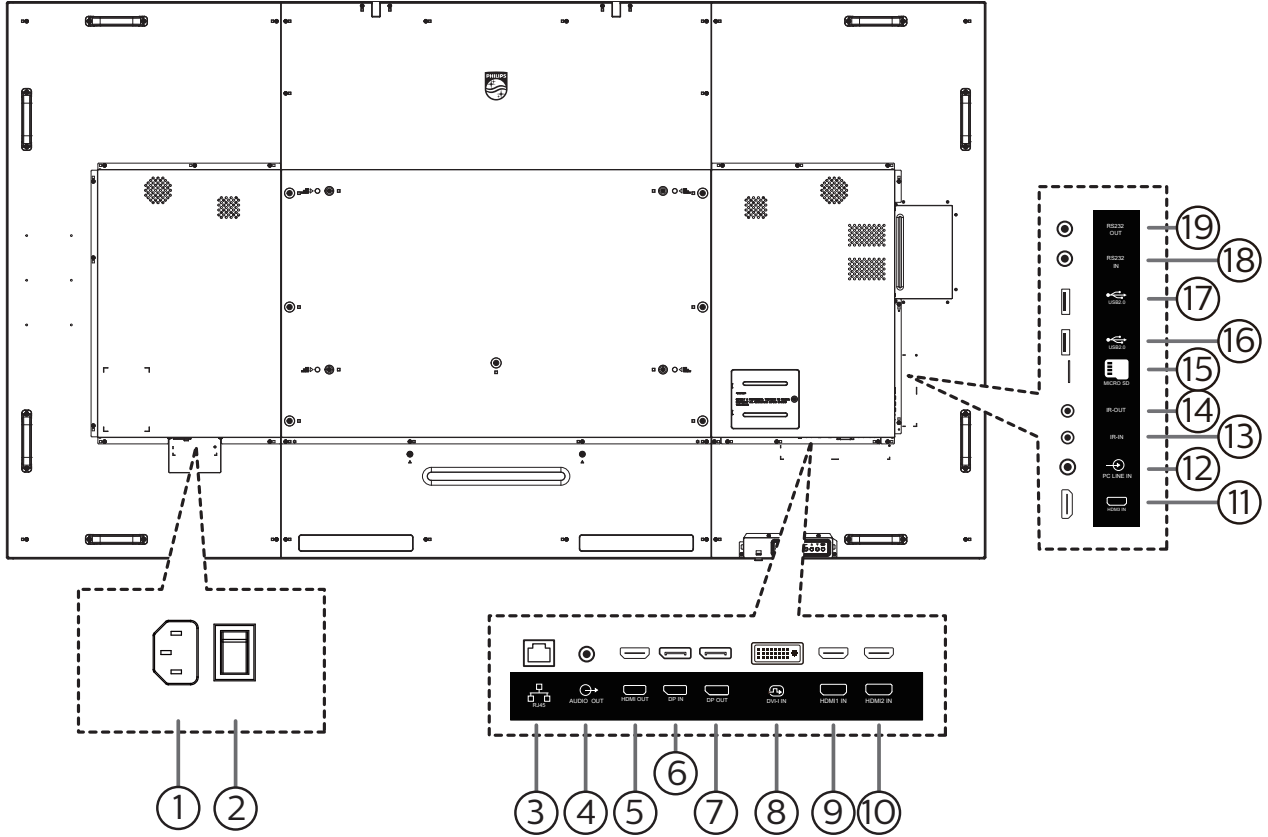 PHILIPS
RS232
OUT
19
RS232
IN
18
USB2.0
17
USB2.0
16
MICRO SD
15
IR-OUT
14
IR-IN
13
PC LINE IN
12
HDMI3 IN
11
RJ45
AUDIO OUT
HDMI OUT
DP IN
DP OUT
DVI-I IN
HDMI1 IN
HDMI2 IN
1
2
3
4
5
6
7
8
9
10